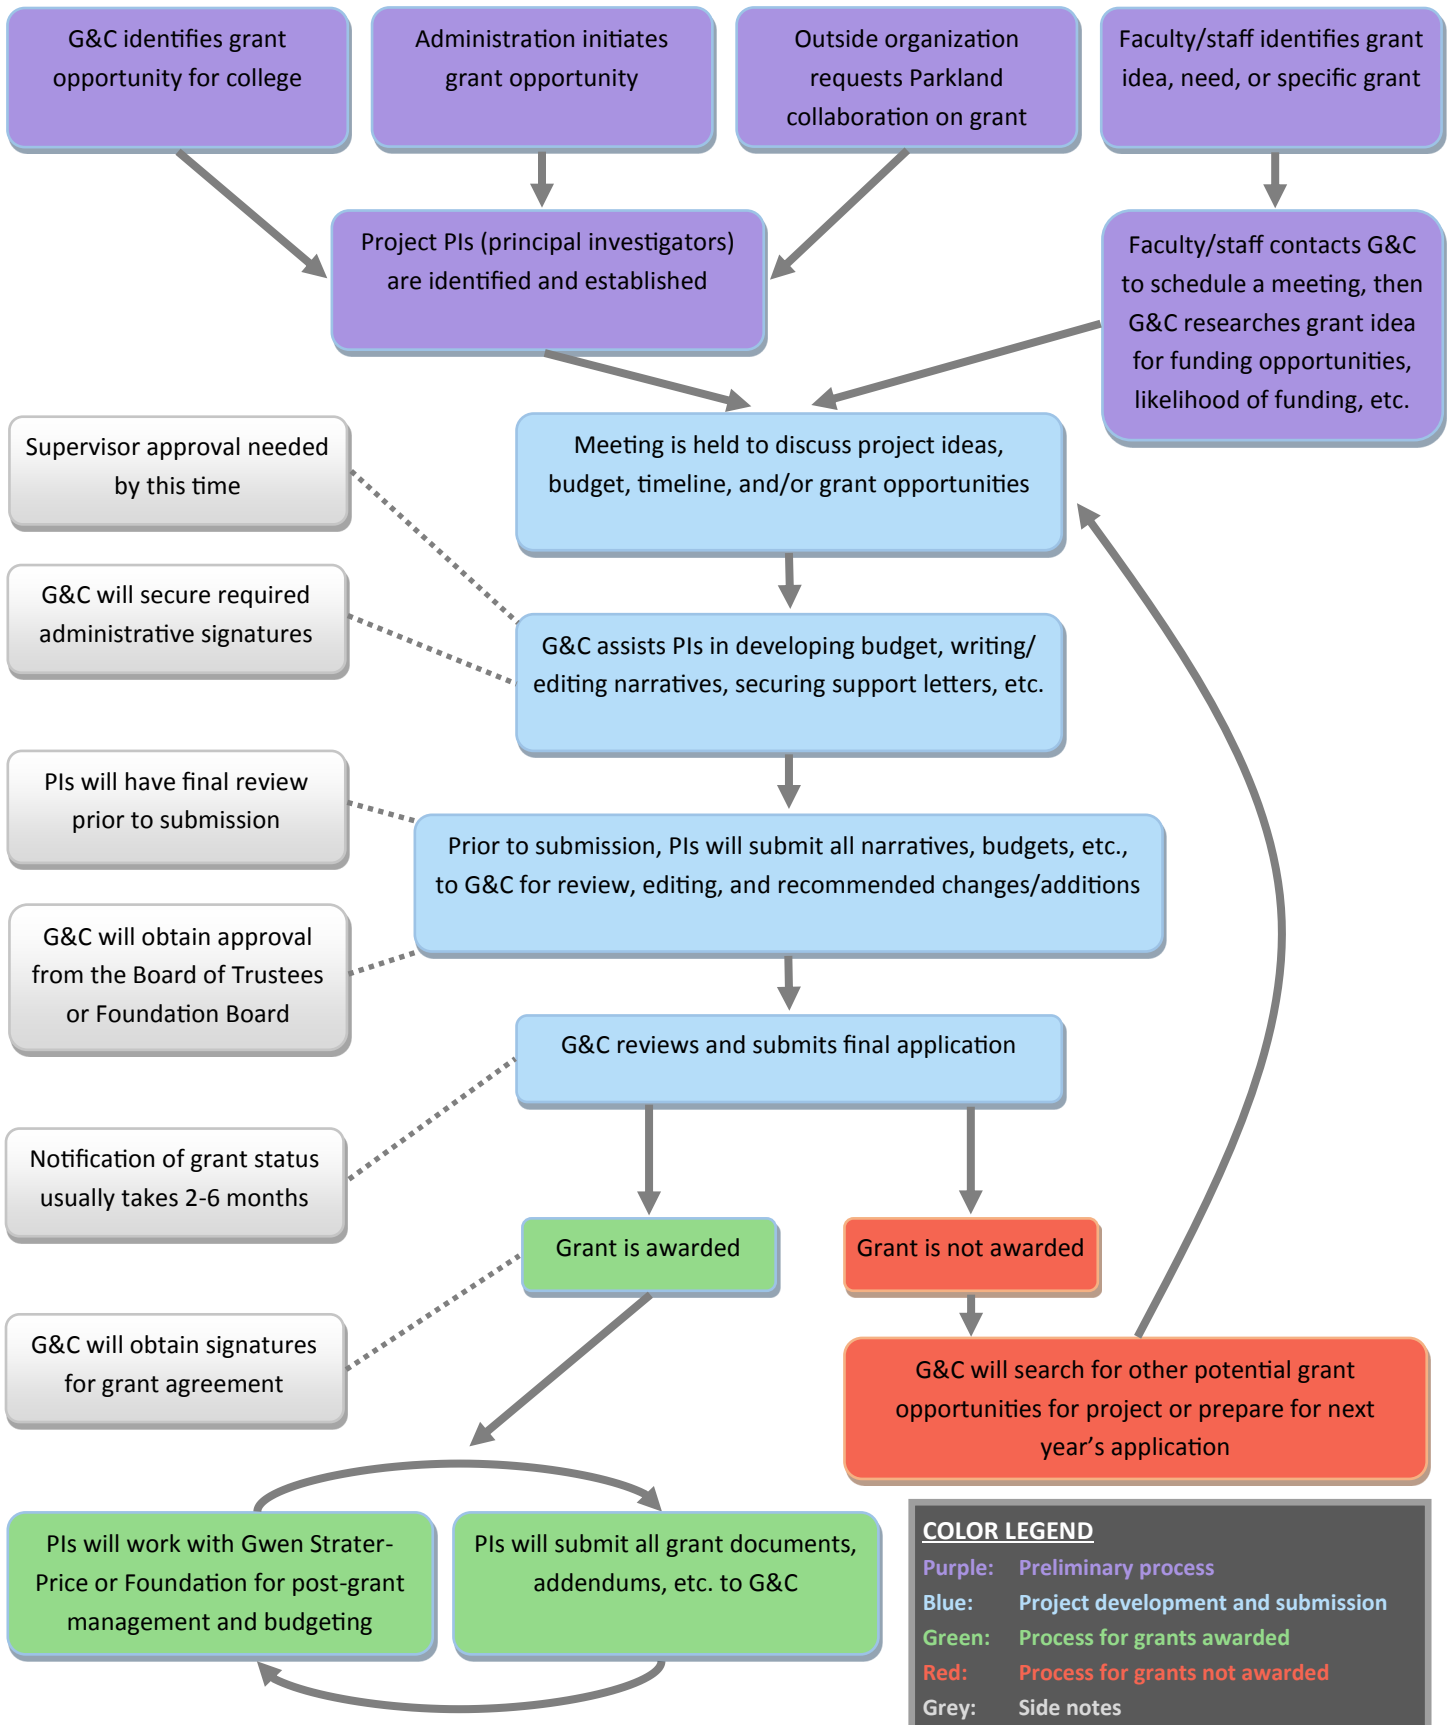 G&C identifies grant
opportunity for college
Administration initiates
grant opportunity
Outside organization
requests Parkland
collaboration on grant
Faculty/staff identifies grant
idea, need, or specific grant
Project PIs (principal investigators)
are identified and established
Faculty/staff contacts G&C
to schedule a meeting, then
G&C researches grant idea
for funding opportunities,
likelihood of funding, etc.
Meeting is held to discuss project ideas,
budget, timeline, and/or grant opportunities
Supervisor approval needed
by this time
G&C will secure required
administrative signatures
G&C assists PIs in developing budget, writing/
editing narratives, securing support letters, etc.
PIs will have final review
prior to submission
Prior to submission, PIs will submit all narratives, budgets, etc.,
to G&C for review, editing, and recommended changes/additions
G&C will obtain approval
from the Board of Trustees
or Foundation Board
G&C reviews and submits final application
Notification of grant status
usually takes 2-6 months
Grant is awarded
Grant is not awarded
G&C will obtain signatures
for grant agreement
G&C will search for other potential grant
opportunities for project or prepare for next
year’s application
PIs will work with Gwen Strater-
Price or Foundation for post-grant
management and budgeting
PIs will submit all grant documents,
addendums, etc. to G&C
COLOR LEGEND
Purple: Preliminary process
Blue: Project development and submission
Green: Process for grants awarded
Red: Process for grants not awarded
Grey: Side notes